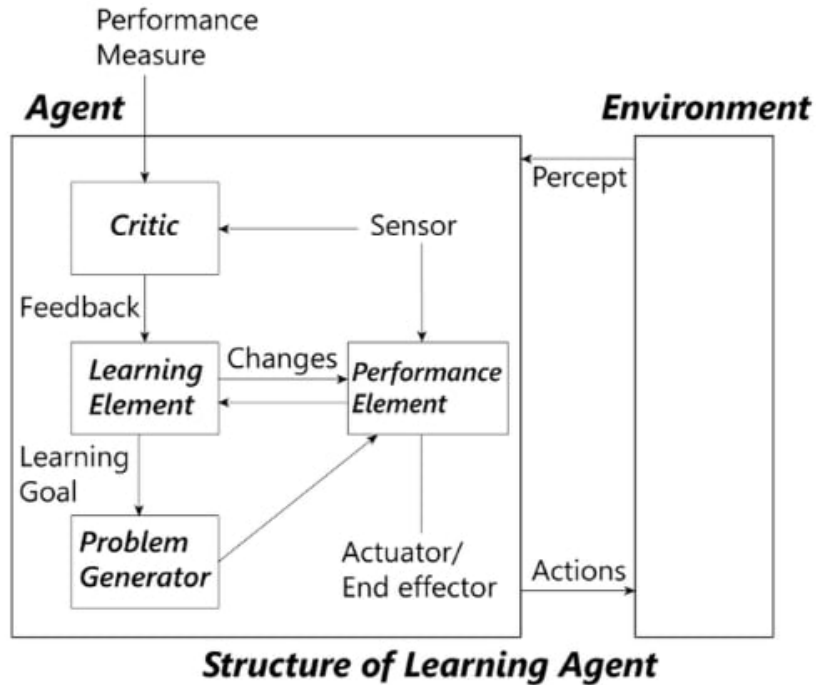 Performance
Measure
Agent
Environment
Percept
Critic
Sensor
Feedback
Learning
Element
Changes
Performance
Element
Learning
Goal
Problem
Generator
Actuator/
End effector
Actions
Structure of Learning Agent